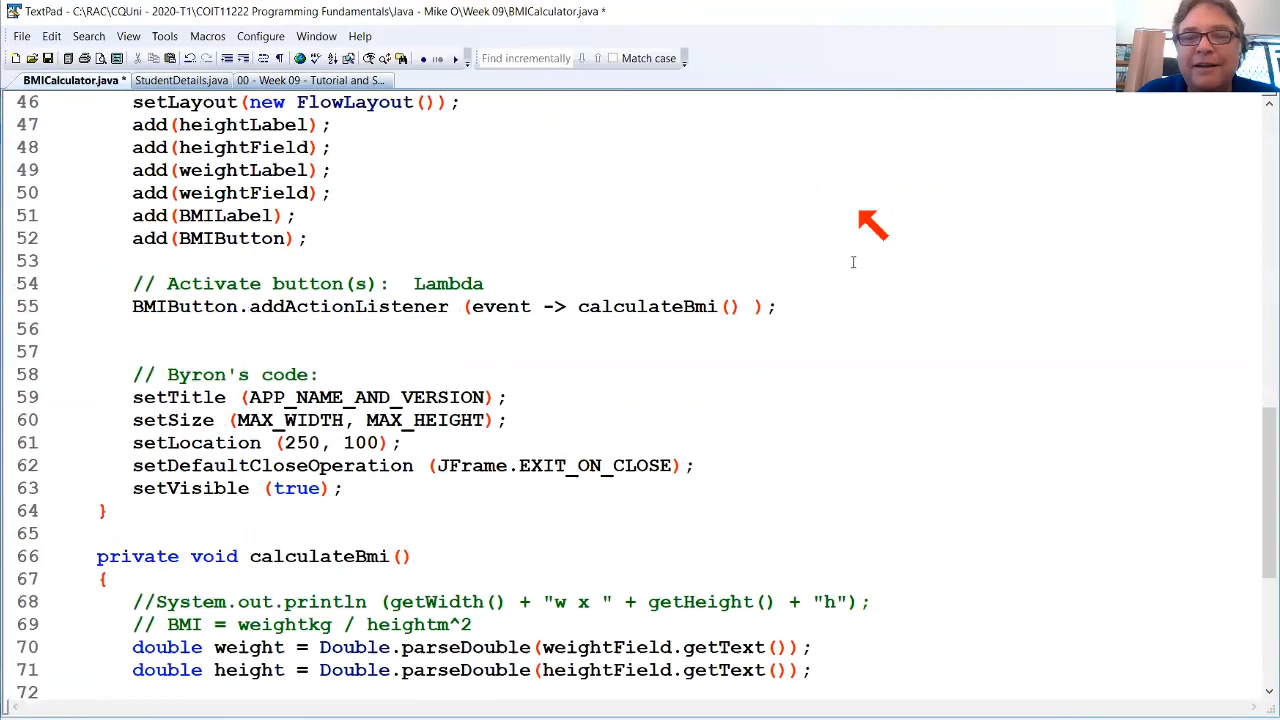 TextPad - C:\RAC\CQUni - 2020-T1\COIT11222 Programming Fundamentals\Java - Mike O\Week 09\BMICalculator.java *
File Edit Search View Tools Macros Configure Window Help
Find incrementally Match case
BMICalculator.java * StudentDetails.java 00 - Week 09 - Tutorial and S...
46 setLayout(new FlowLayout());
47 add(heightLabel);
48 add(heightField);
49 add(weightLabel);
50 add(weightField);
51 add(BMILabel);
52 add(BMIButton);
53
54 // Activate button(s):  Lambda
55 BMIButton.addActionListener (event -> calculateBmi() );
56
57
58 // Byron's code:
59 setTitle (APP_NAME_AND_VERSION);
60 setSize (MAX_WIDTH, MAX_HEIGHT);
61 setLocation (250, 100);
62 setDefaultCloseOperation (JFrame.EXIT_ON_CLOSE);
63 setVisible (true);
64 }
65
66 private void calculateBmi()
67 {
68 //System.out.println (getWidth() + "w x " + getHeight() + "h");
69 // BMI = weightkg / heightm^2
70 double weight = Double.parseDouble(weightField.getText());
71 double height = Double.parseDouble(heightField.getText());
72